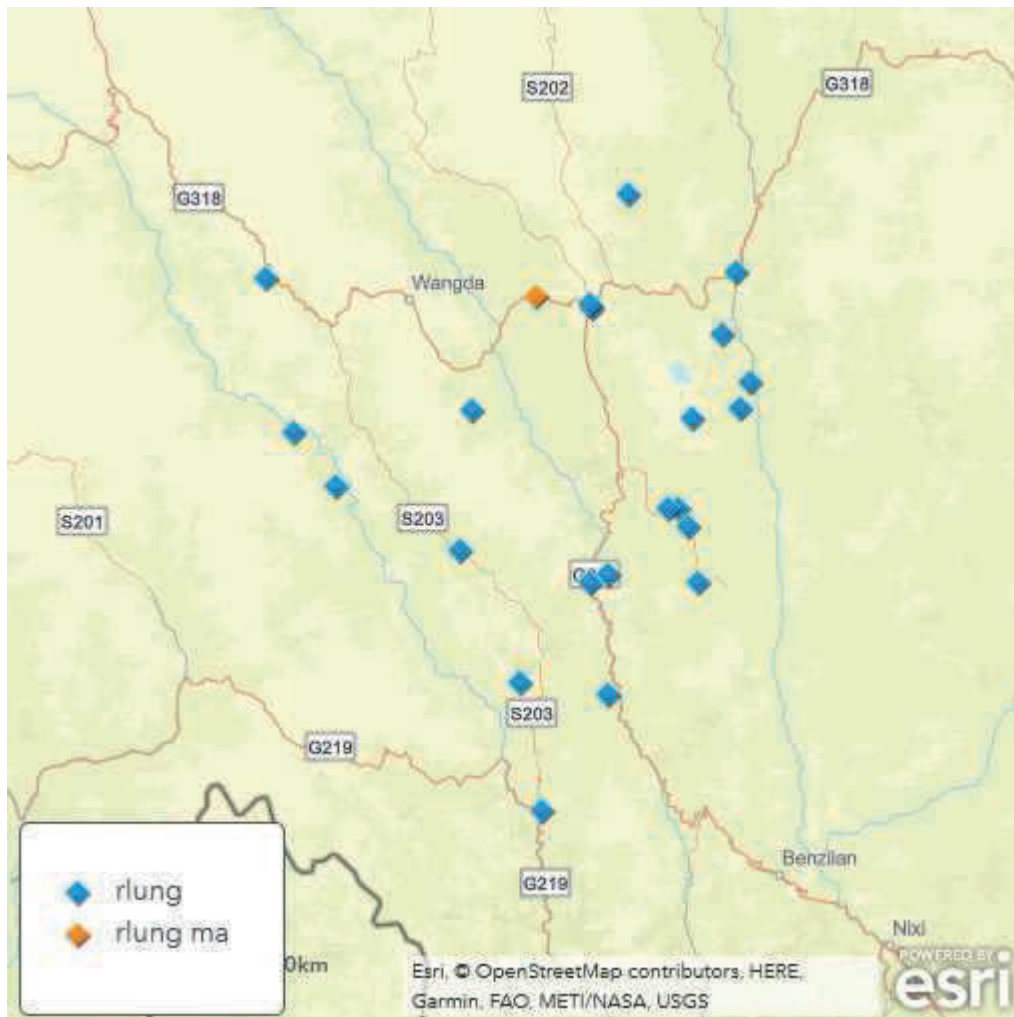 S202
G318
G318
Wangda
S203
S201
S203
G219
Benzilan
G219
Nixi
rlung
rlung ma
0km
Esri, © OpenStreetMap contributors, HERE,
Garmin, FAO, METI/NASA, USGS
POWERED BY
esri